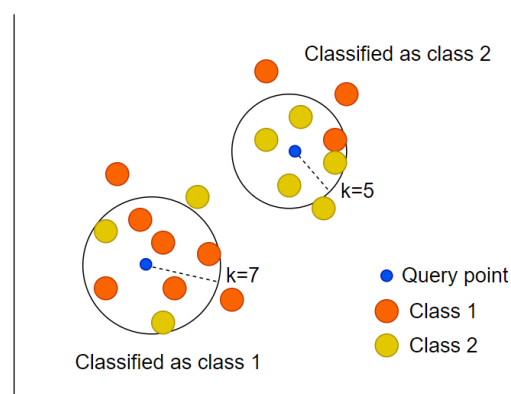 Classified as class 2
k=5
k=7
Query point
Class 1
Class 2
Classified as class 1